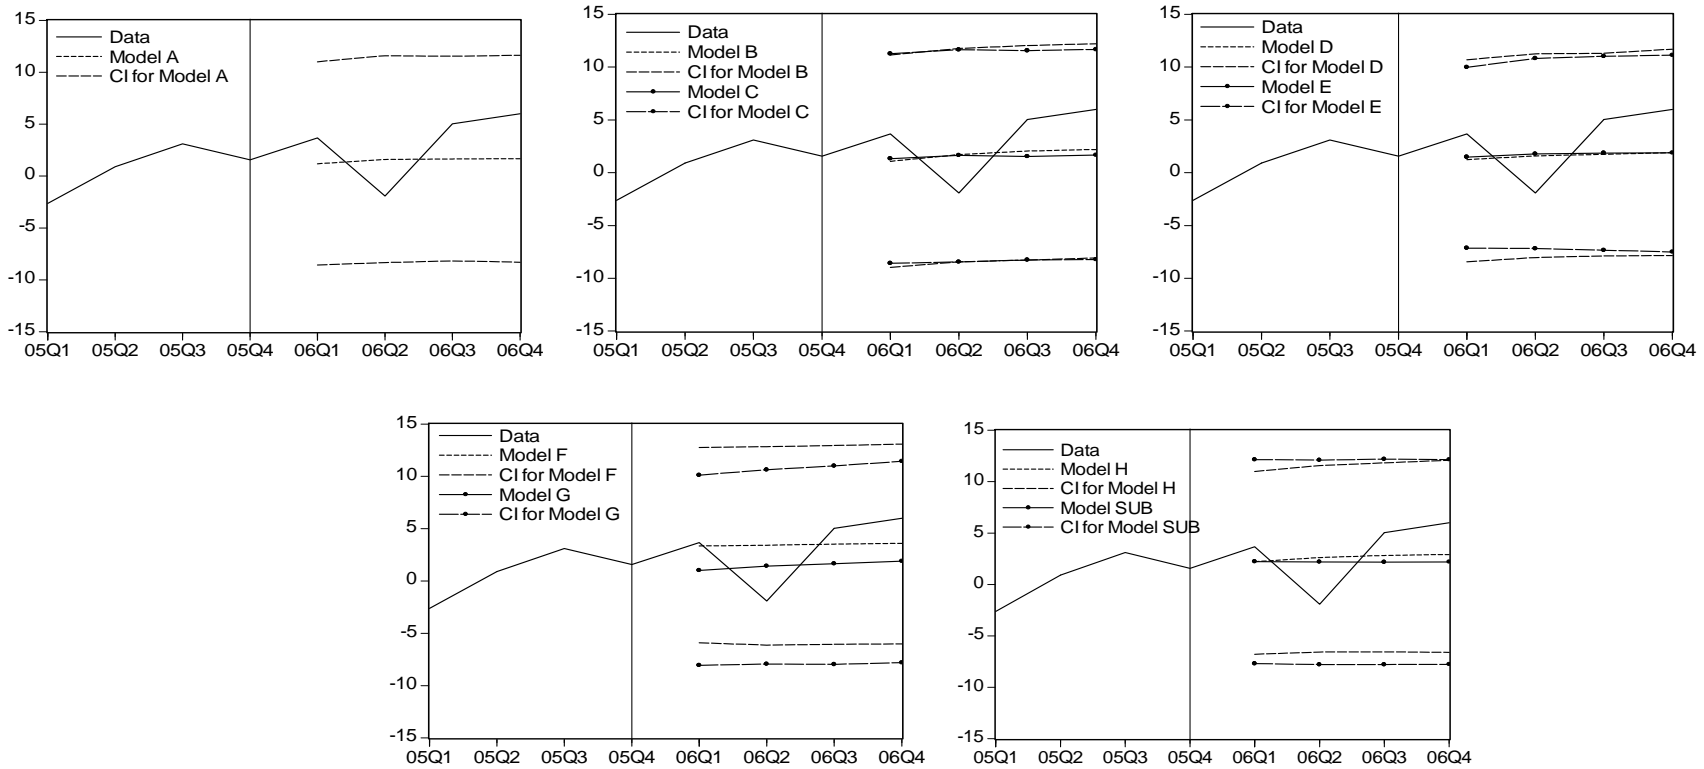 15
10
5
0
-5
-10
-15
Data
Model A
CI for Model A
05Q1 05Q2 05Q3 05Q4 06Q1 06Q2 06Q3 06Q4
15
10
5
0
-5
-10
-15
Data
Model B
CI for Model B
Model C
CI for Model C
05Q1 05Q2 05Q3 05Q4 06Q1 06Q2 06Q3 06Q4
15
10
5
0
-5
-10
-15
Data
Model D
CI for Model D
Model E
CI for Model E
05Q1 05Q2 05Q3 05Q4 06Q1 06Q2 06Q3 06Q4
15
10
5
0
-5
-10
-15
Data
Model F
CI for Model F
Model G
CI for Model G
05Q1 05Q2 05Q3 05Q4 06Q1 06Q2 06Q3 06Q4
15
10
5
0
-5
-10
-15
Data
Model H
CI for Model H
Model SUB
CI for Model SUB
05Q1 05Q2 05Q3 05Q4 06Q1 06Q2 06Q3 06Q4